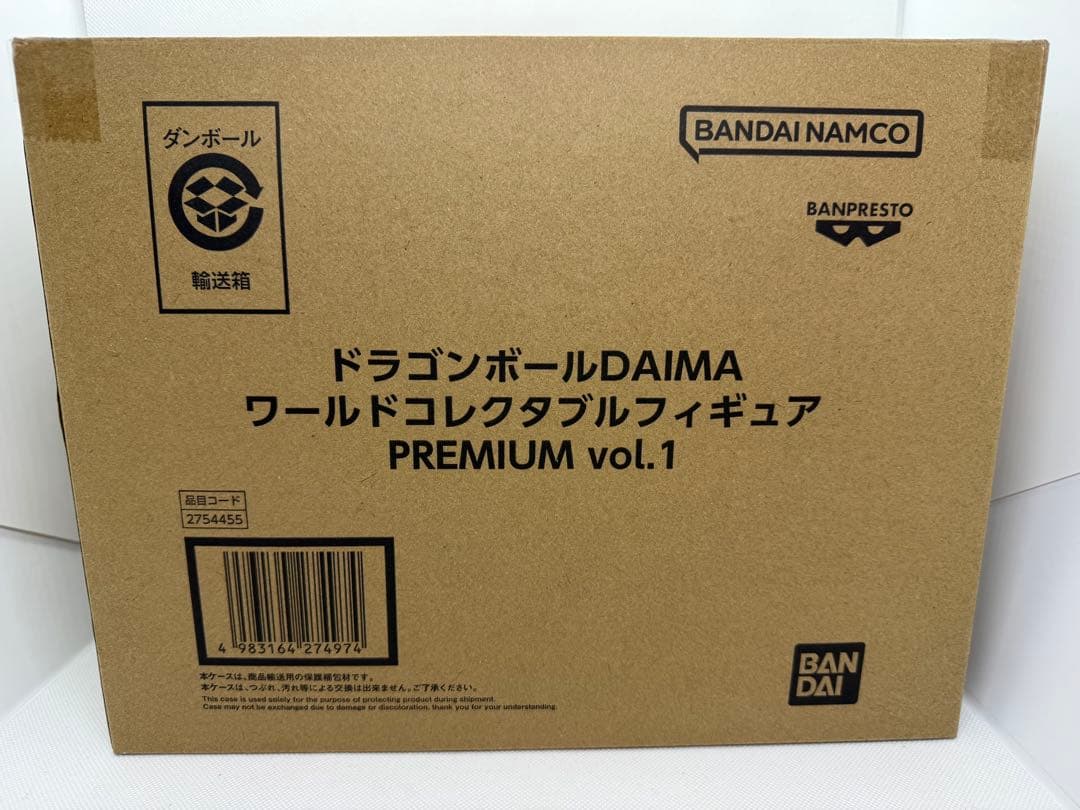 ダンボール
輸送箱
BANDAI NAMCO
BANPRESTO
ドラゴンボールDAIMA
ワールドコレクタブルフィギュア
PREMIUM vol.1
品目コード
2754455
4 983164 274974
本ケースは、商品輸送用の保護梱包材です。
本ケースは、つぶれ、汚れ等による交換は出来ません。ご了承ください。
This case is used solely for the purpose of protecting product during shipment.
Case may not be exchanged due to damage or discoloration, thank you for your understanding.
BAN
DAI